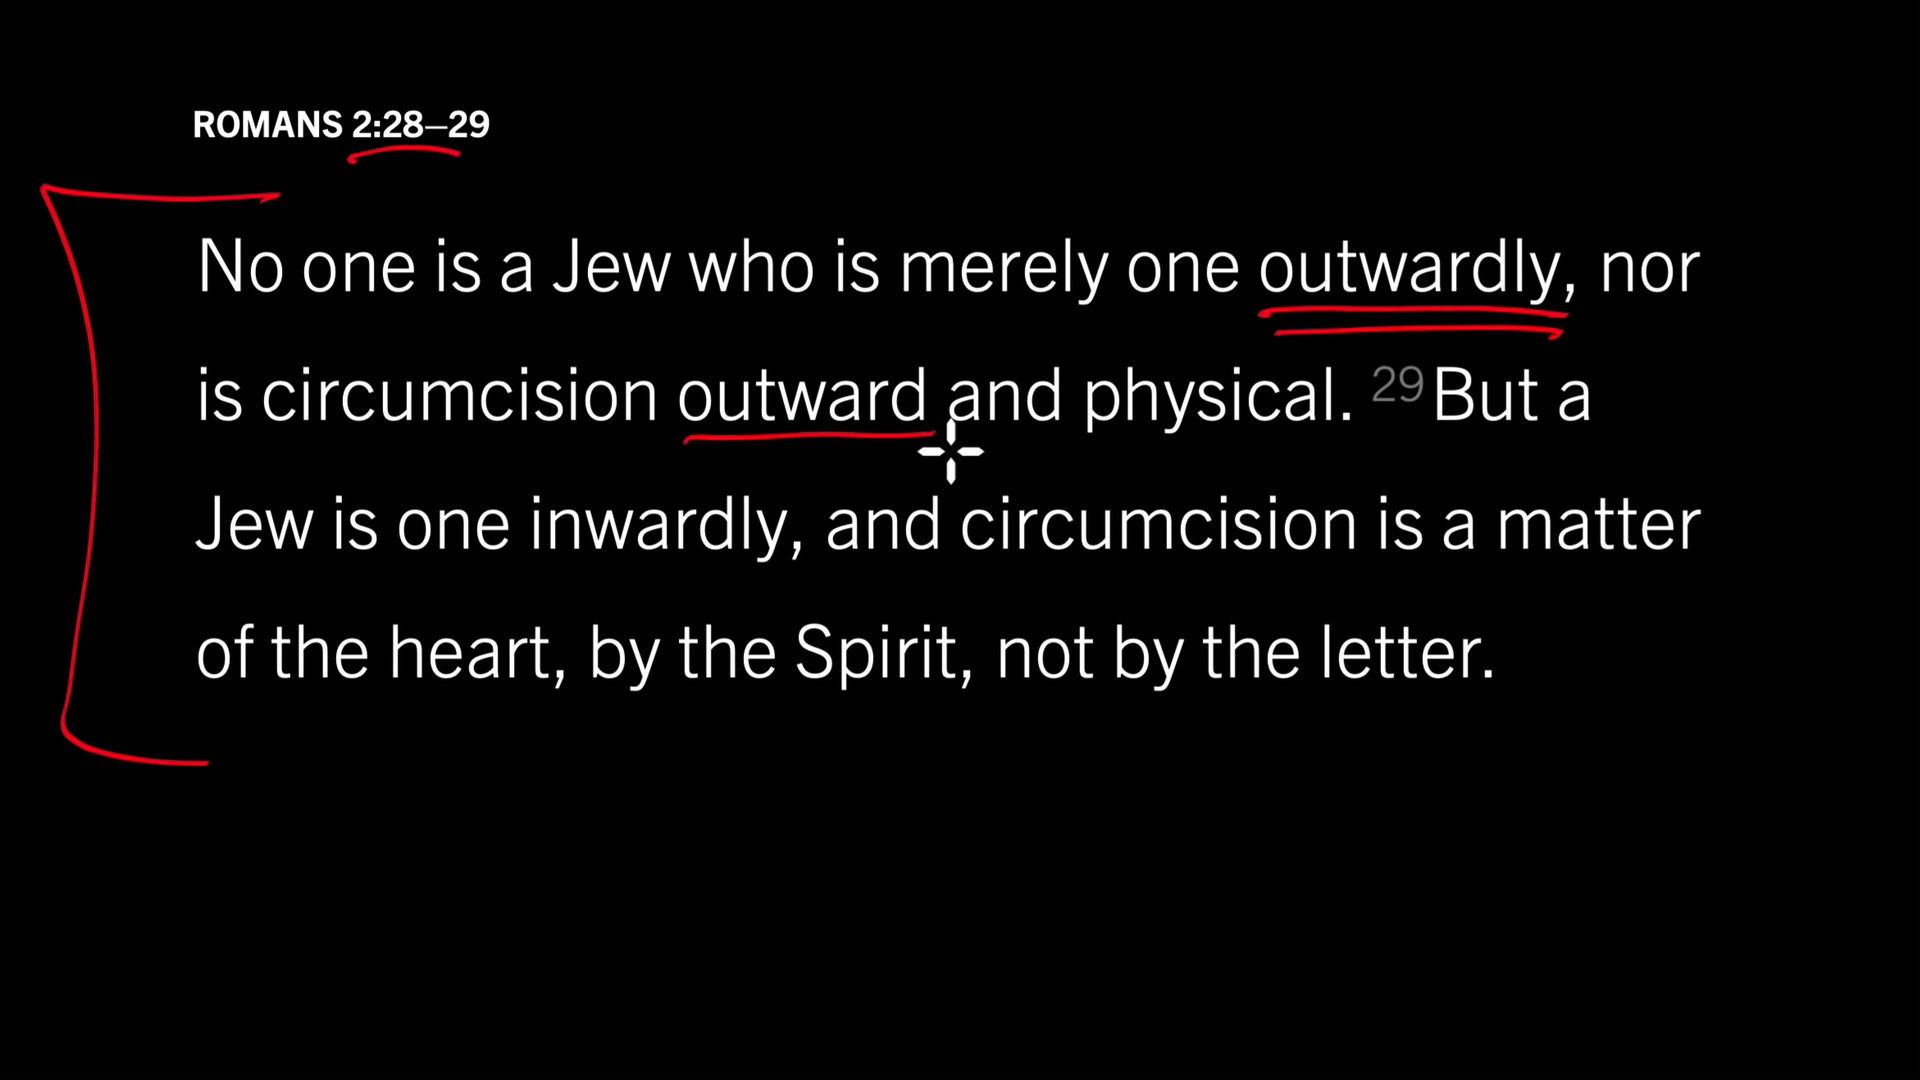 ROMANS 2:28–29
No one is a Jew who is merely one outwardly, nor
is circumcision outward and physical. 29 But a
Jew is one inwardly, and circumcision is a matter
of the heart, by the Spirit, not by the letter.